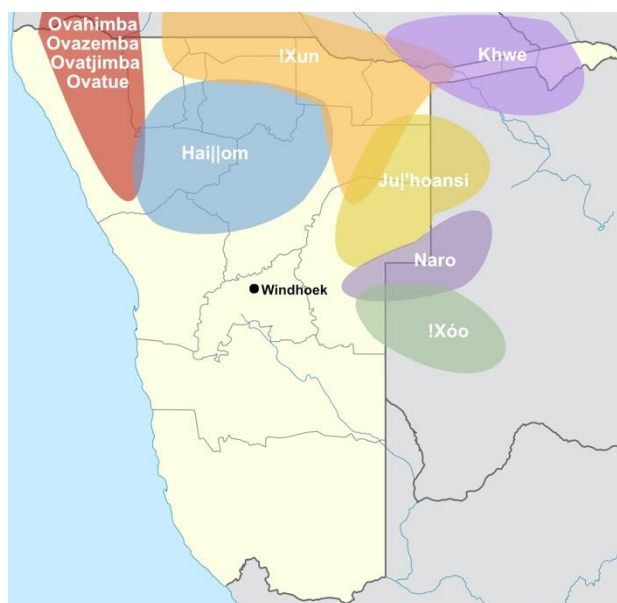 Ovahimba
Ovazemba
Ovatjimba
Ovatue
!Xun
Khwe
Hai||om
Ju|'hoansi
Naro
Windhoek
!Xóo